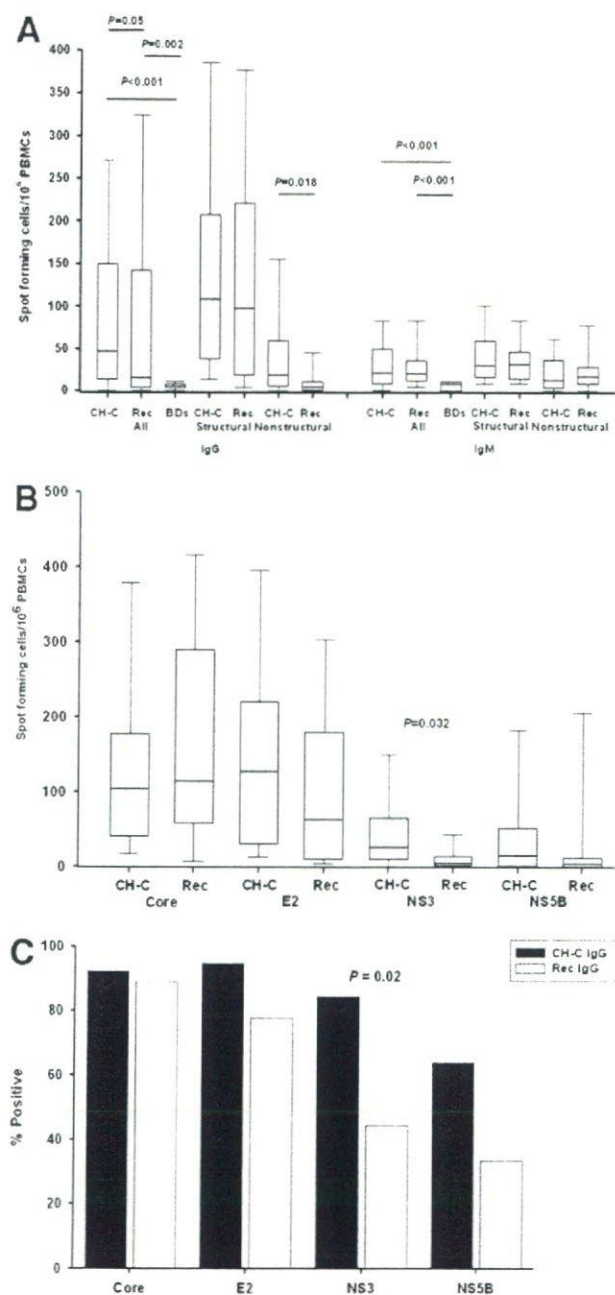 A
P=0.05
P=0.002
P<0.001
P=0.018
P<0.001
P<0.001
400
350
300
250
200
150
100
50
0
Spot forming cells/10⁶ PBMCs
CH-C Rec BDs CH-C Rec CH-C Rec CH-C Rec BDs CH-C Rec CH-C Rec
All Structural Nonstructural All Structural Nonstructural
IgG IgM
B
500
400
300
200
100
0
Spot forming cells/10⁶ PBMCs
P=0.032
CH-C Rec CH-C Rec CH-C Rec CH-C Rec
Core E2 NS3 NS5B
C
100
80
60
40
20
0
% Positive
CH-C IgG
Rec IgG
P = 0.02
Core E2 NS3 NS5B